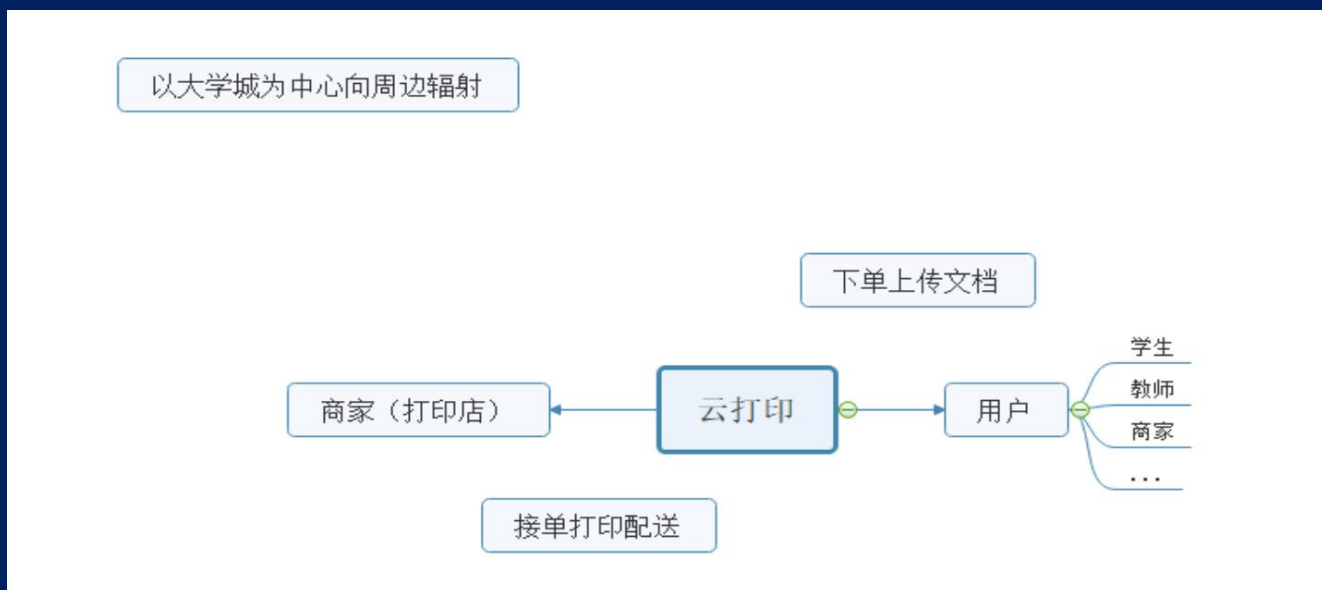 以大学城为中心向周边辐射
下单上传文档
学生
商家（打印店）
云打印
用户
教师
商家
...
接单打印配送